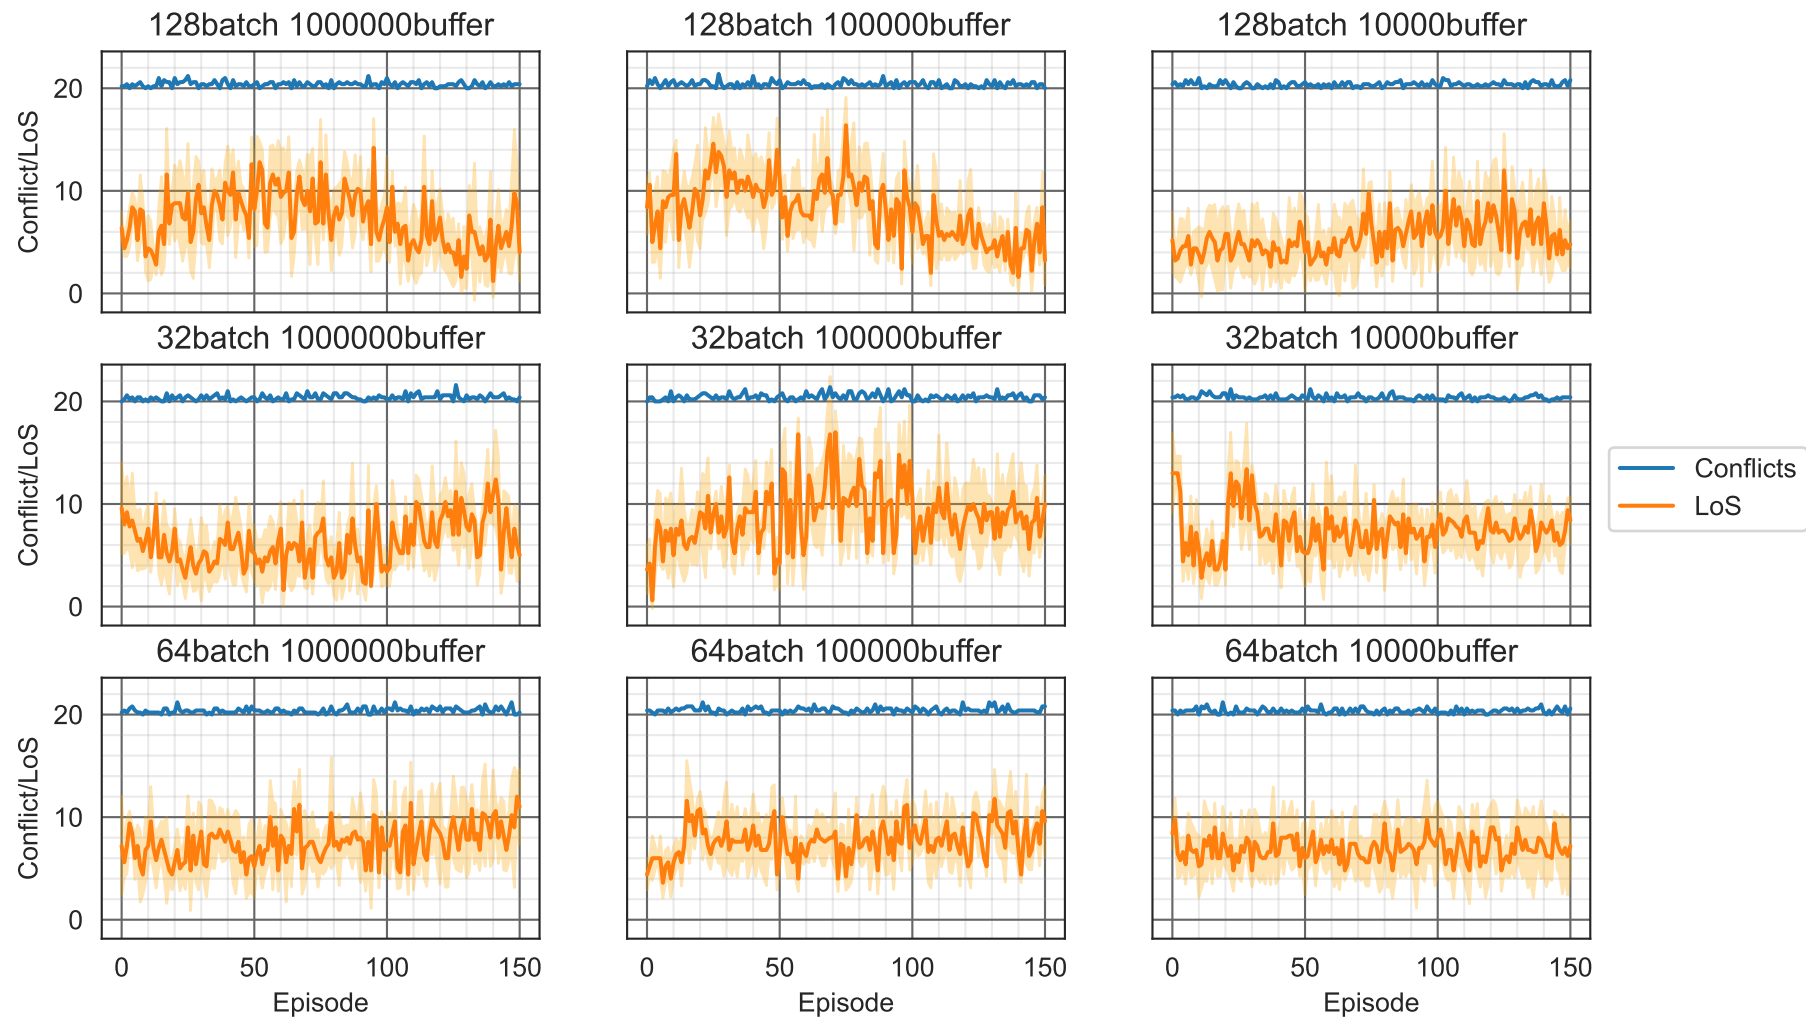 128batch 1000000buffer
128batch 100000buffer
128batch 10000buffer
Conflict/LoS
20
10
0
32batch 1000000buffer
32batch 100000buffer
32batch 10000buffer
Conflict/LoS
20
10
0
Conflicts
LoS
64batch 1000000buffer
64batch 100000buffer
64batch 10000buffer
Conflict/LoS
20
10
0
0 50 100 150
0 50 100 150
0 50 100 150
Episode
Episode
Episode